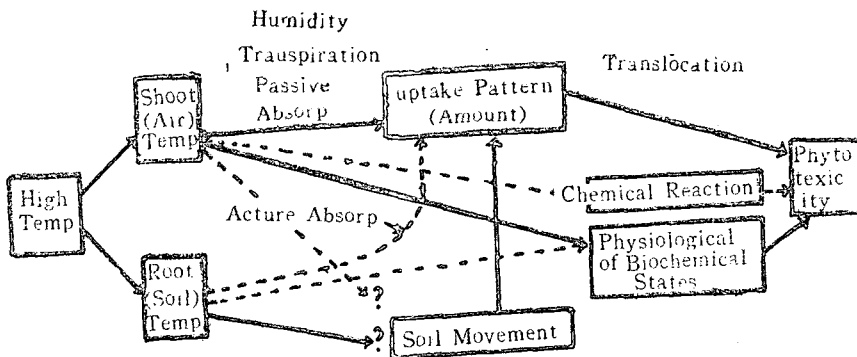 Humidity
, Trauspiration
Passive
Absorp
Translocation
Shoot
(Air)
Temp
uptake Pattern
(Amount)
High
Temp
Chemical Reaction
Phyto
texic
ity
Acture Absorp
Physiological
of Biochemical
States
Root
(Soil)
Temp
?
Soil Movement